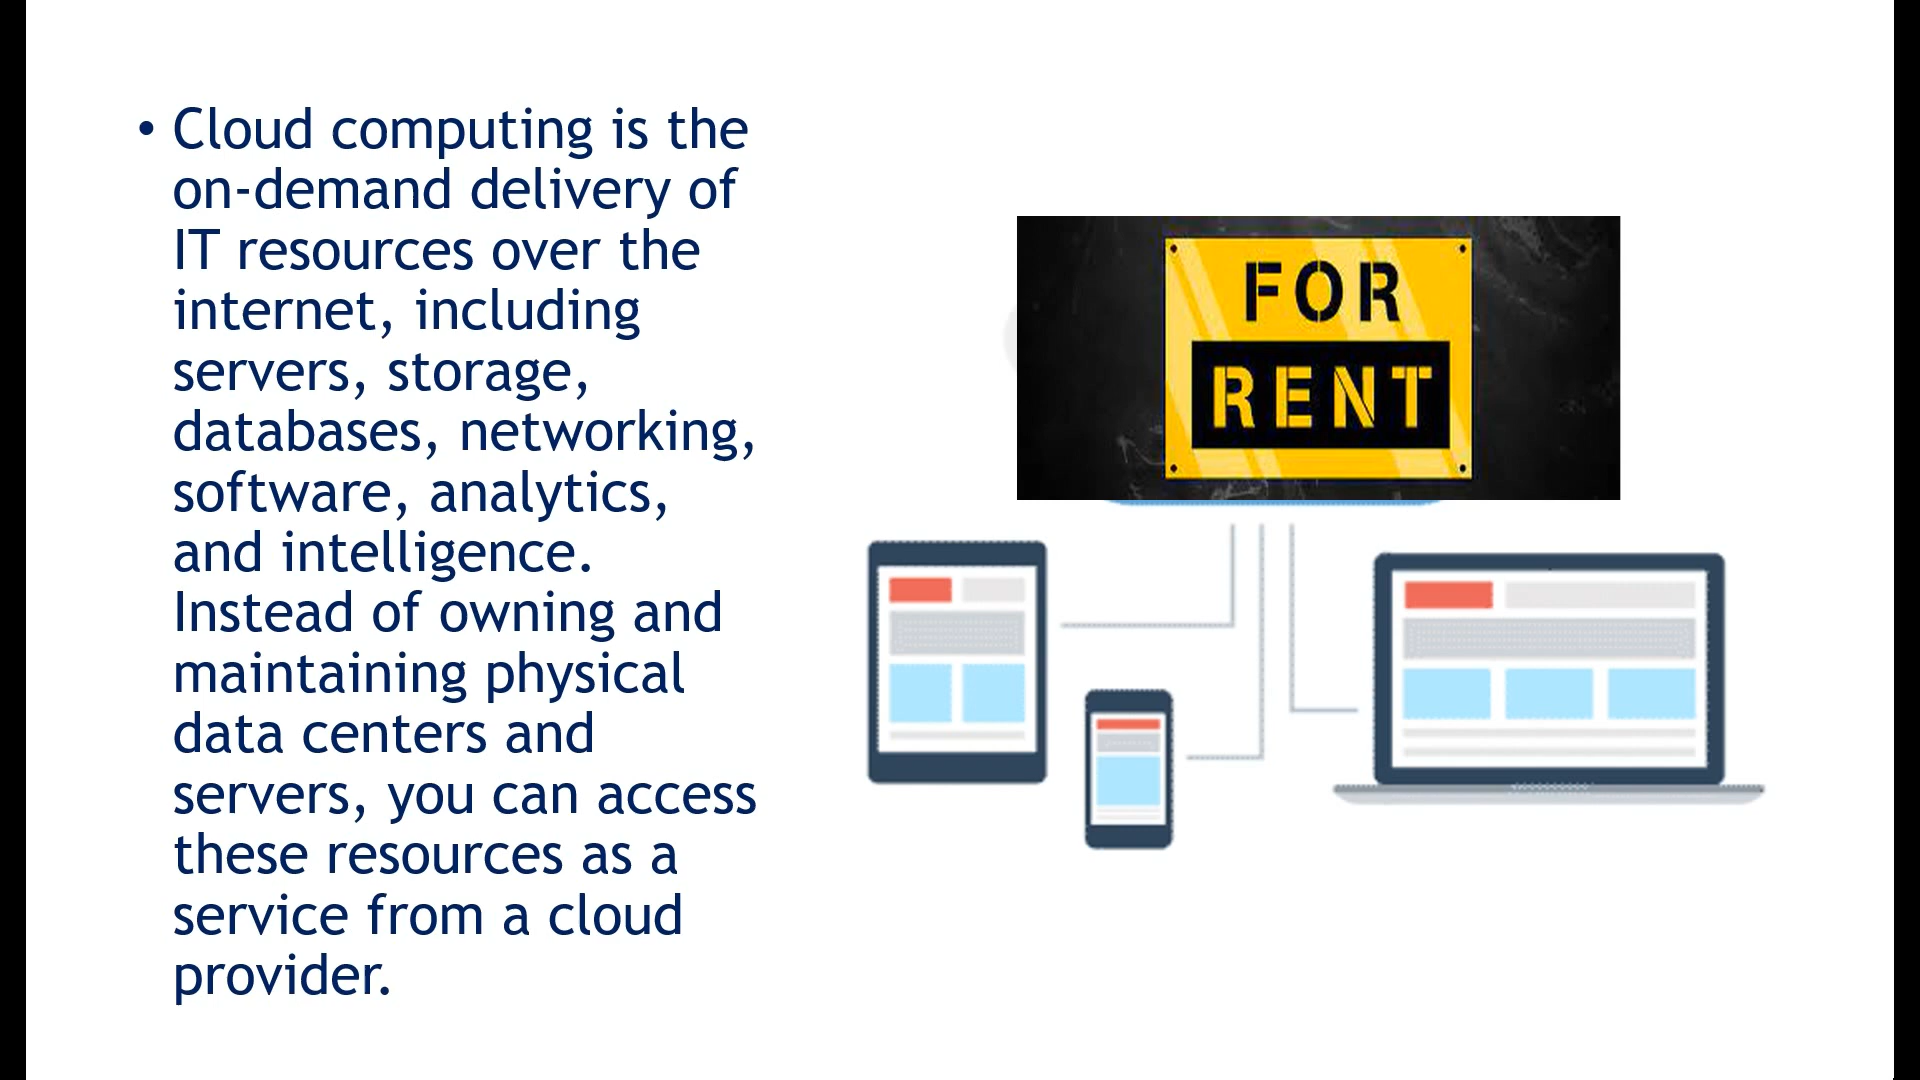 • Cloud computing is the
on-demand delivery of
IT resources over the
internet, including
servers, storage,
databases, networking,
software, analytics,
and intelligence.
Instead of owning and
maintaining physical
data centers and
servers, you can access
these resources as a
service from a cloud
provider.
FOR
RENT